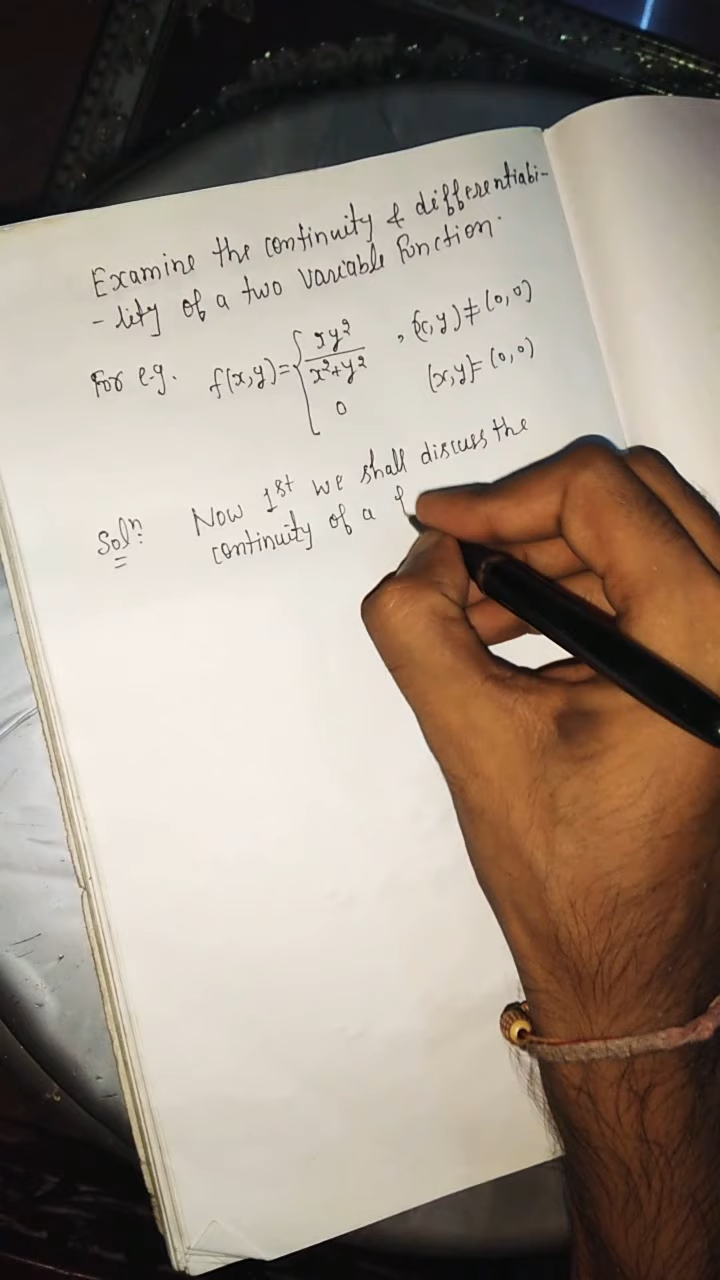 Examine the continuity & differentiabi-
- lity of a two variable function.
For e.g. f(x,y)={ xy²/x²+y² , (x,y)≠(0,0)
0 (x,y)=(0,0)
Solⁿ: Now 1st we shall discuss the
continuity of a f